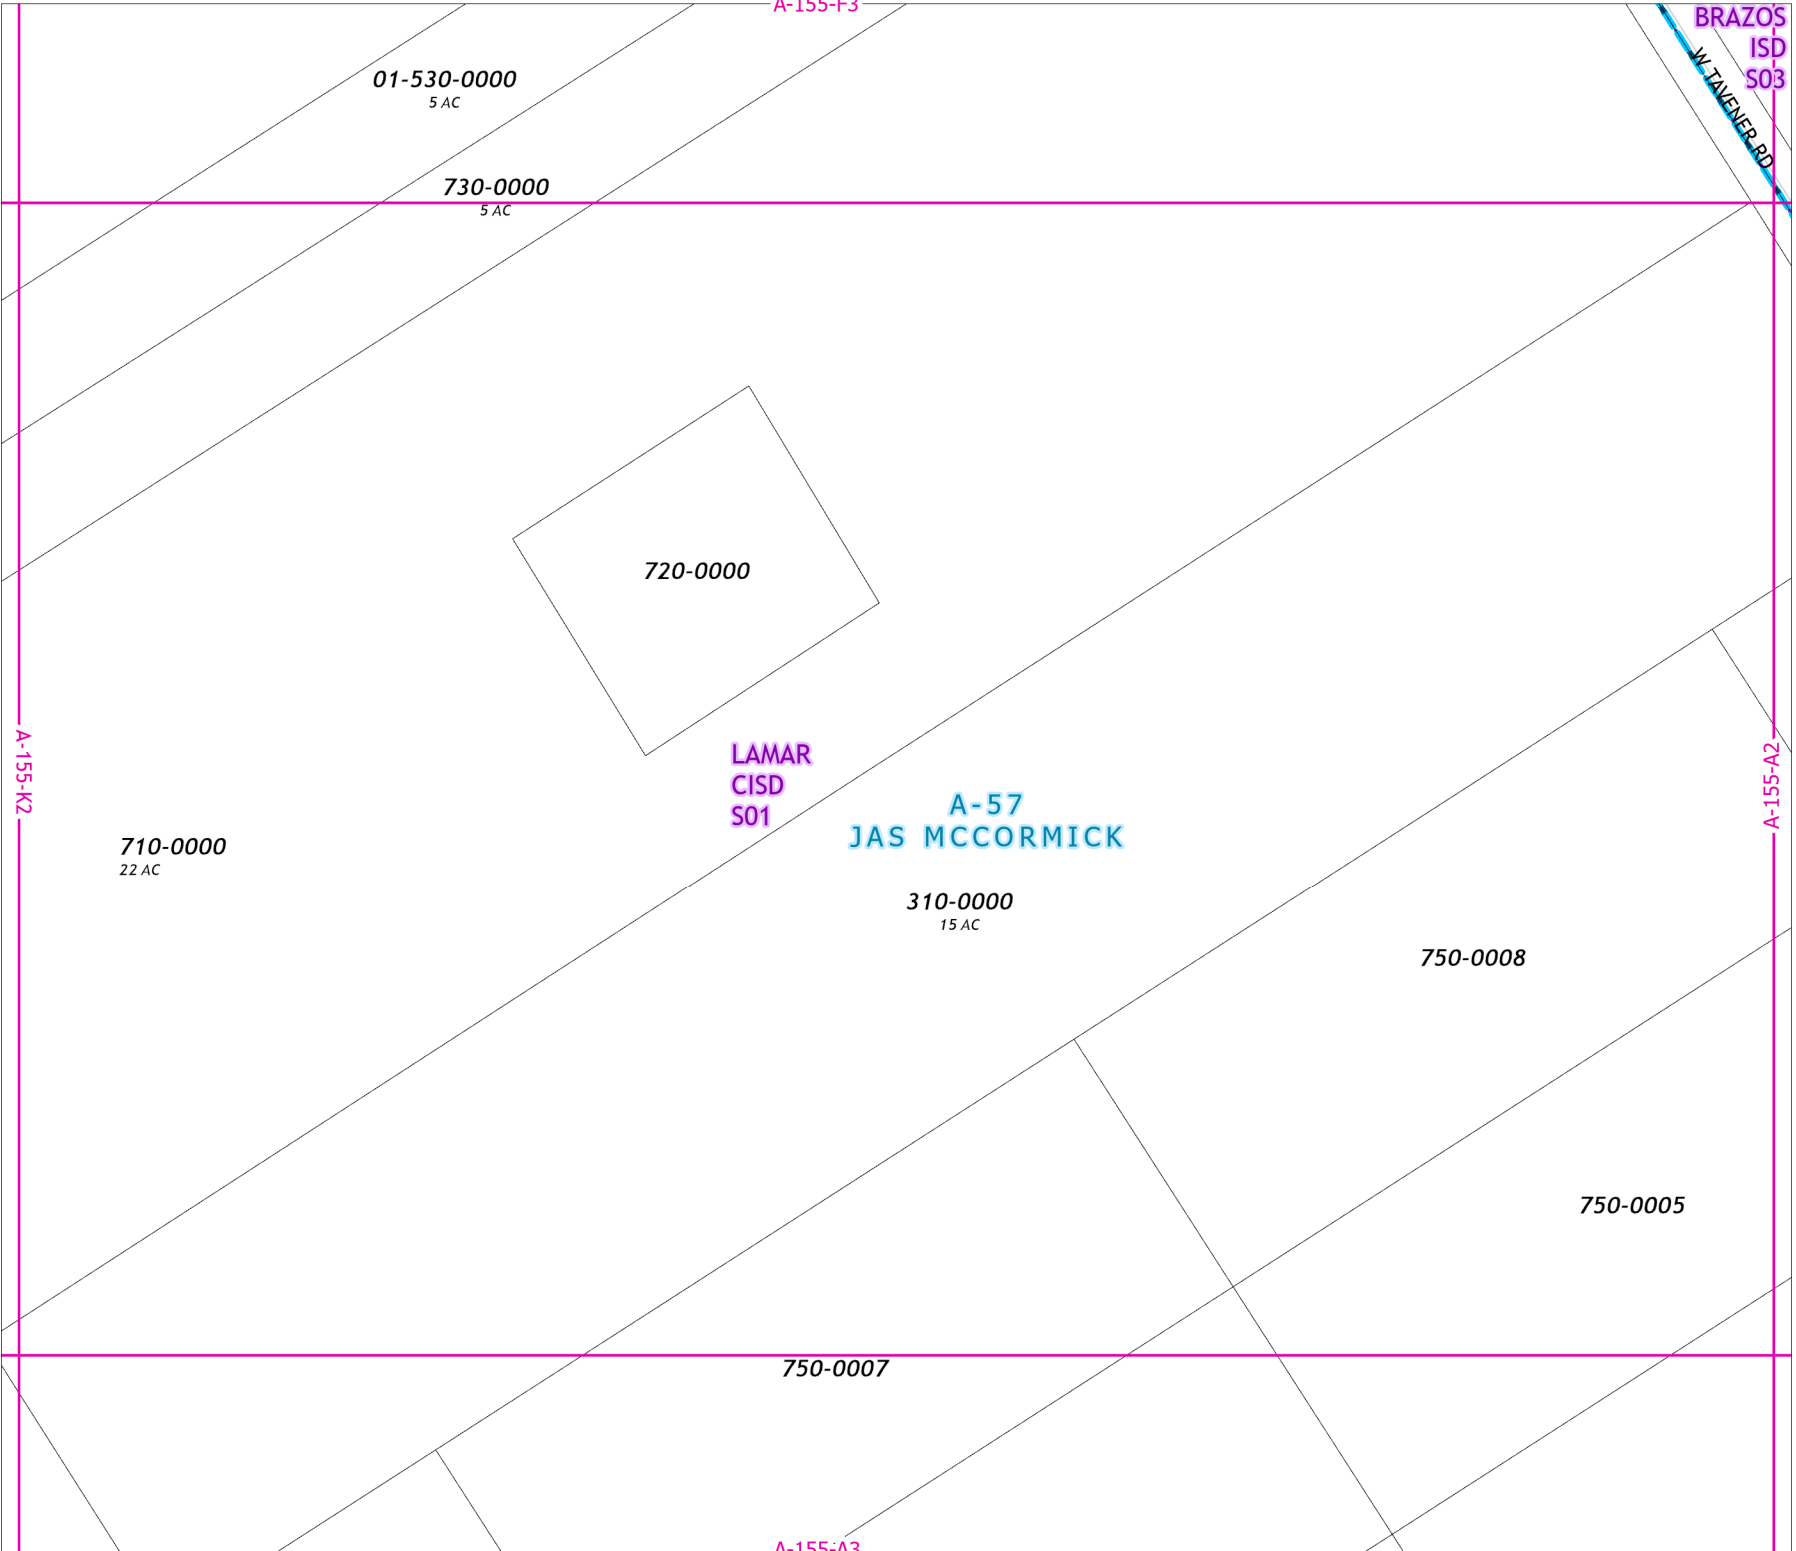 A-155-F3
BRAZOS
ISD
S03
W TAVENER RD
01-530-0000
5 AC
730-0000
5 AC
720-0000
LAMAR
CISD
S01
A-155-K2
A-155-A2
A-57
JAS MCCORMICK
710-0000
22 AC
310-0000
15 AC
750-0008
750-0005
750-0007
A-155-A3